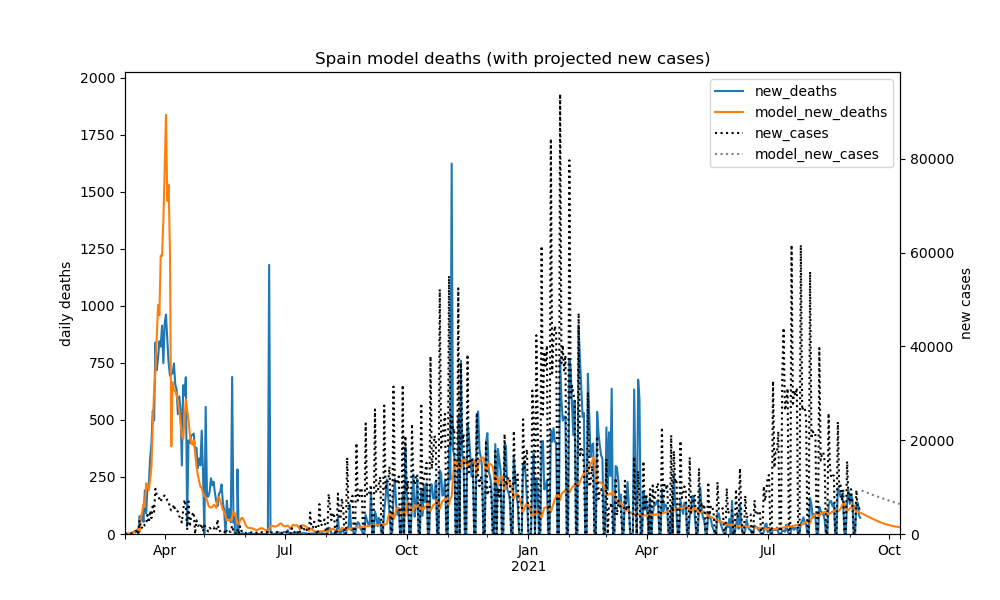 Spain model deaths (with projected new cases)
new_deaths
model_new_deaths
new_cases
model_new_cases
daily deaths
2000
1750
1500
1250
1000
750
500
250
0
new cases
80000
60000
40000
20000
0
Apr
Jul
Oct
Jan
2021
Apr
Jul
Oct